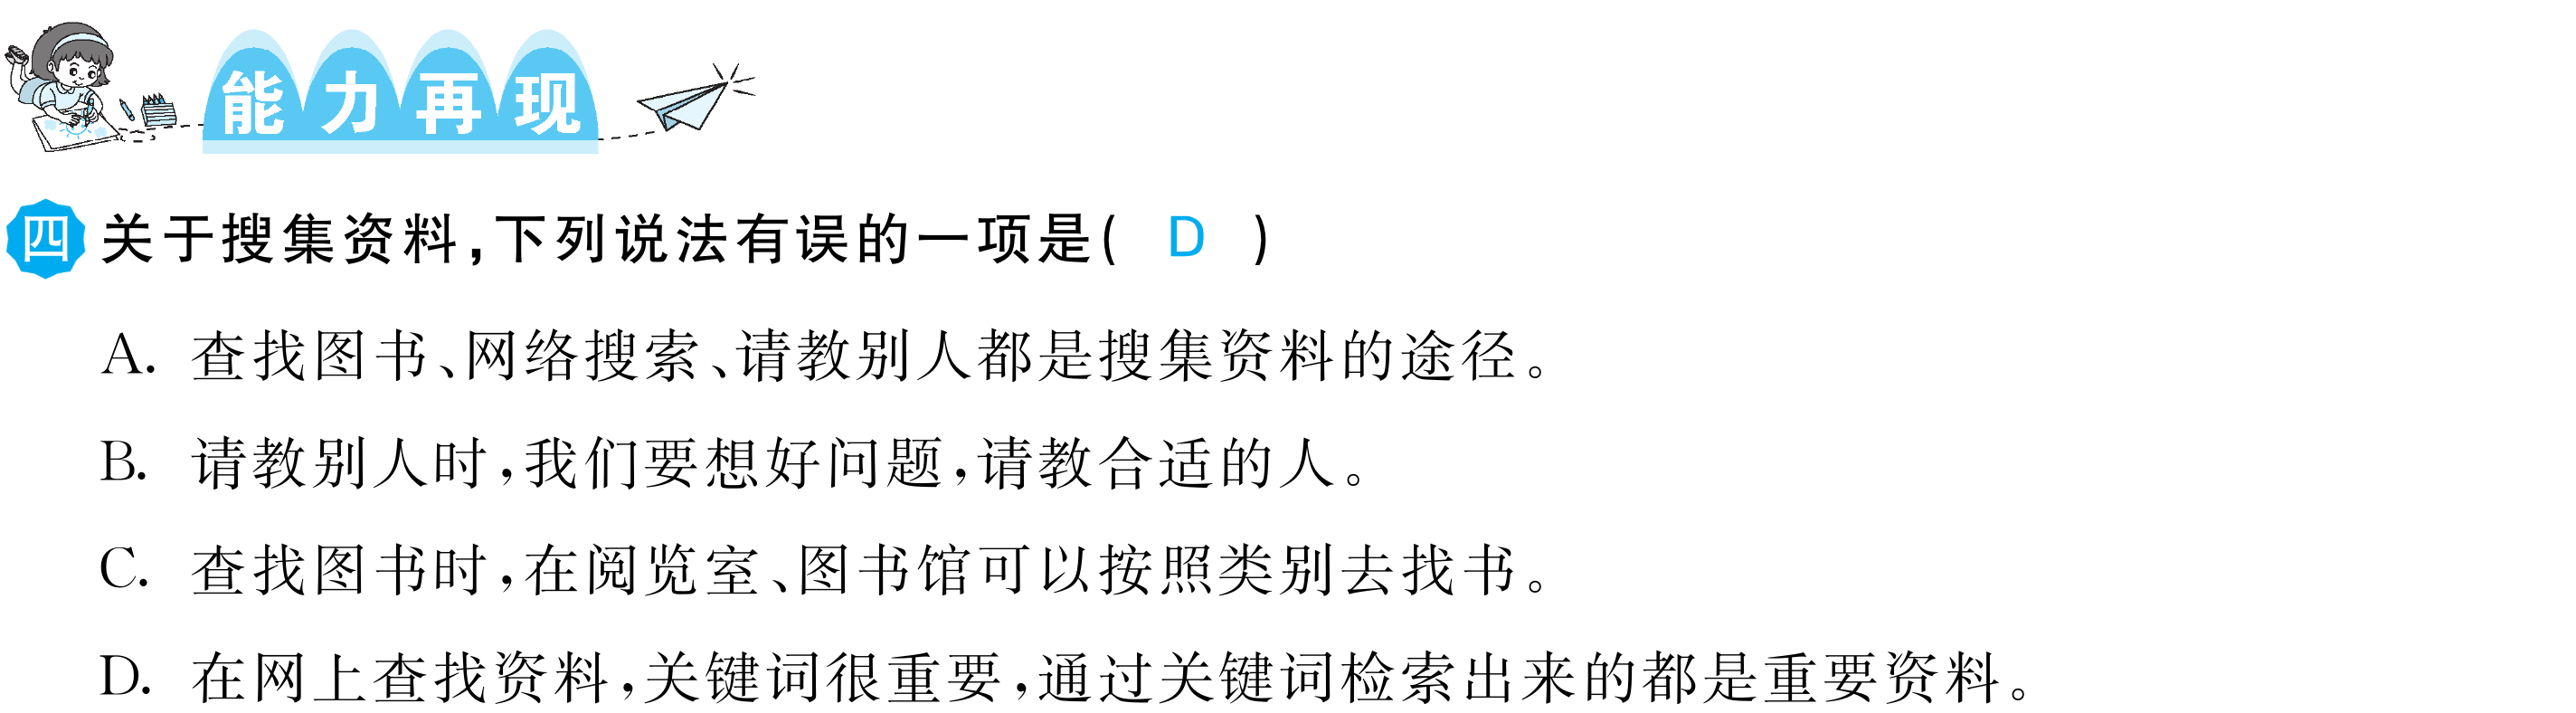 能力再现
四 关于搜集资料,下列说法有误的一项是( D )
A. 查找图书、网络搜索、请教别人都是搜集资料的途径。
B. 请教别人时,我们要想好问题,请教合适的人。
C. 查找图书时,在阅览室、图书馆可以按照类别去找书。
D. 在网上查找资料,关键词很重要,通过关键词检索出来的都是重要资料。